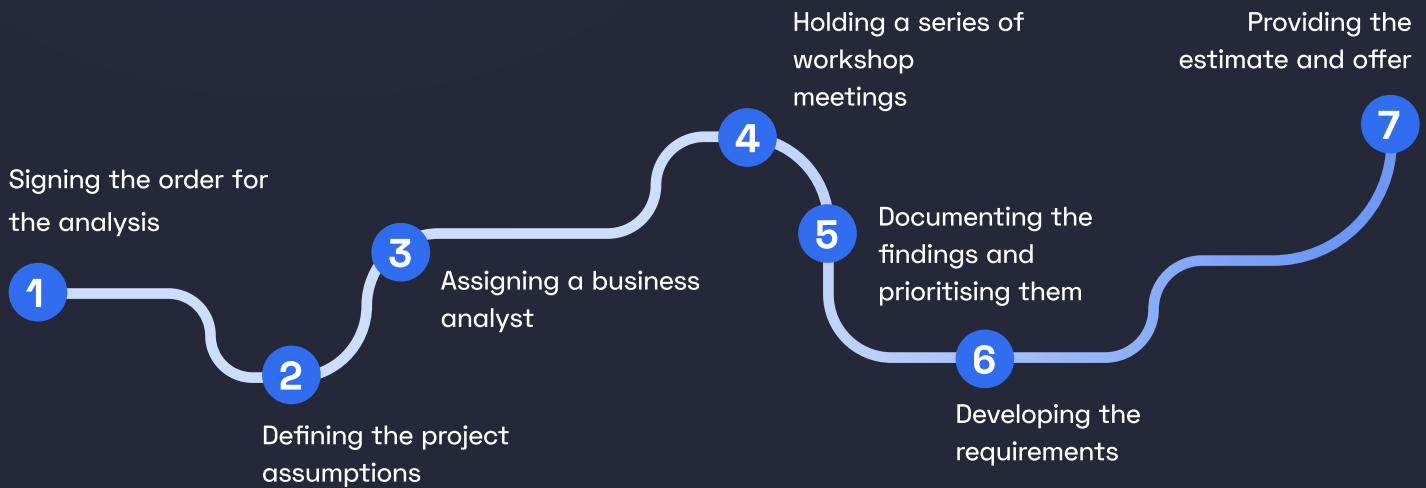 1
Signing the order for
the analysis
2
Defining the project
assumptions
3
Assigning a business
analyst
4
Holding a series of
workshop
meetings
5
Documenting the
findings and
prioritising them
6
Developing the
requirements
7
Providing the
estimate and offer